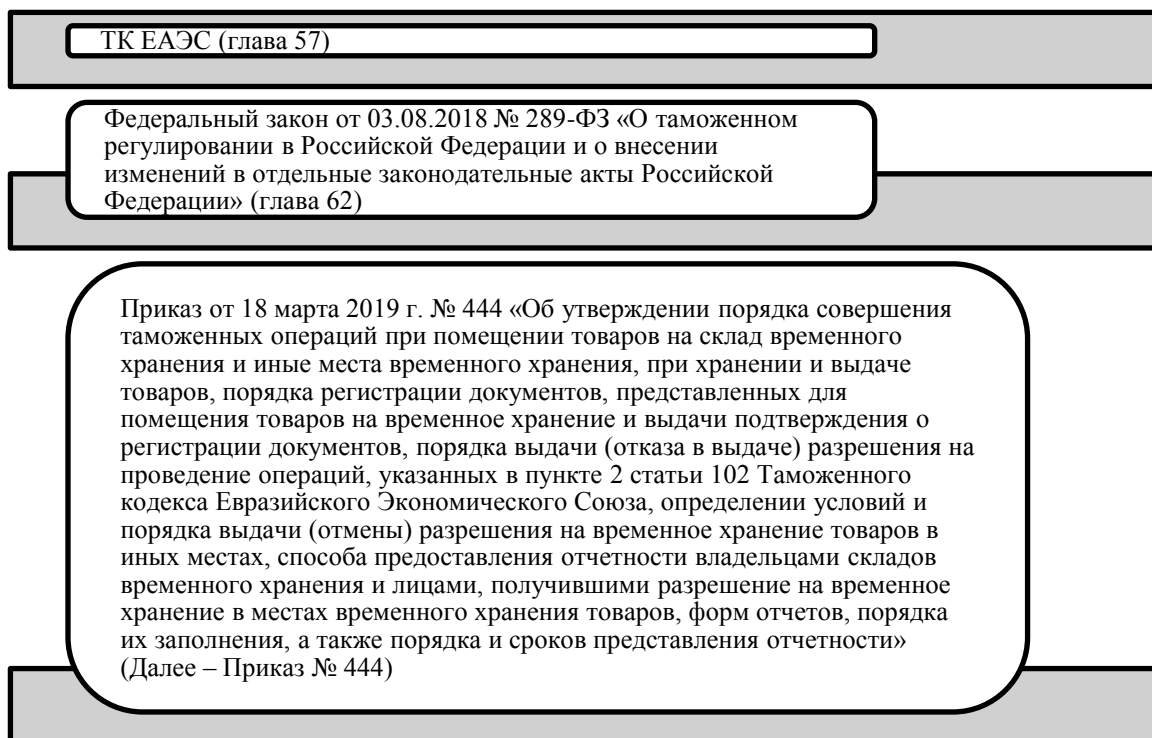 ТК ЕАЭС (глава 57)
Федеральный закон от 03.08.2018 № 289-ФЗ «О таможенном
регулировании в Российской Федерации и о внесении
изменений в отдельные законодательные акты Российской
Федерации» (глава 62)
Приказ от 18 марта 2019 г. № 444 «Об утверждении порядка совершения
таможенных операций при помещении товаров на склад временного
хранения и иные места временного хранения, при хранении и выдаче
товаров, порядка регистрации документов, представленных для
помещения товаров на временное хранение и выдачи подтверждения о
регистрации документов, порядка выдачи (отказа в выдаче) разрешения на
проведение операций, указанных в пункте 2 статьи 102 Таможенного
кодекса Евразийского Экономического Союза, определении условий и
порядка выдачи (отмены) разрешения на временное хранение товаров в
иных местах, способа предоставления отчетности владельцами складов
временного хранения и лицами, получившими разрешение на временное
хранение в местах временного хранения товаров, форм отчетов, порядка
их заполнения, а также порядка и сроков представления отчетности»
(Далее – Приказ № 444)